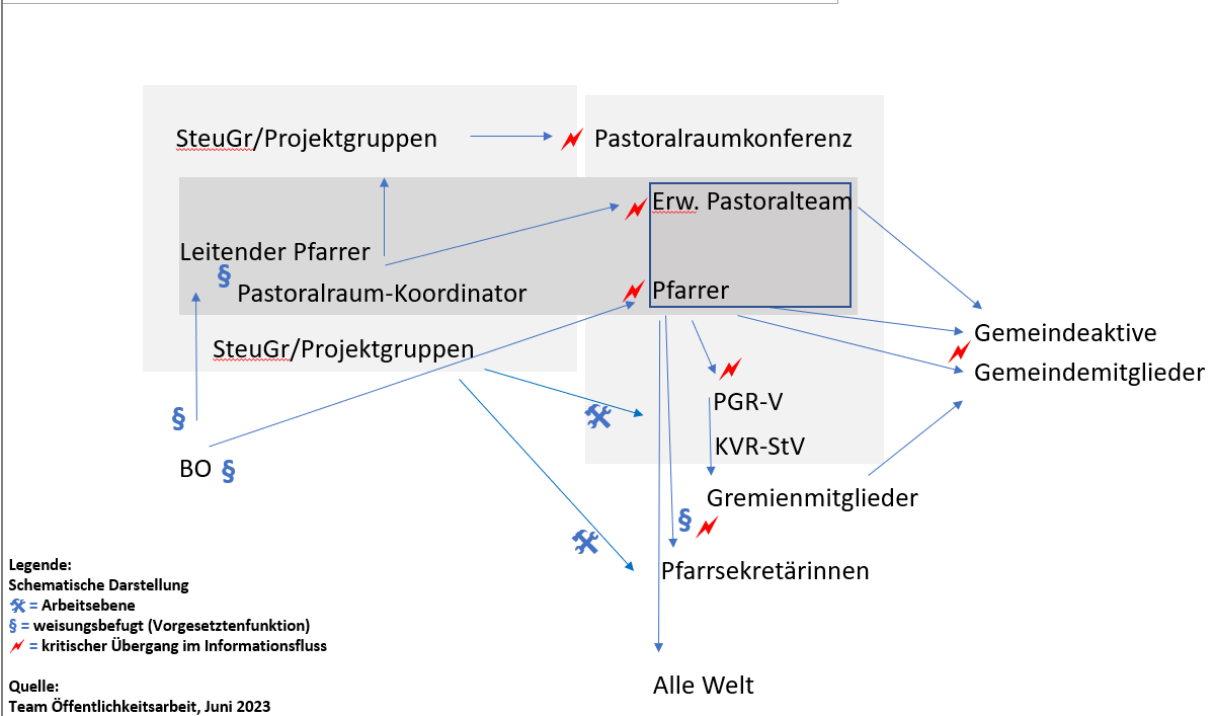 SteuGr/Projektgruppen
Pastoralraumkonferenz
Erw. Pastoralteam
Leitender Pfarrer
§
Pastoralraum-Koordinator
Pfarrer
SteuGr/Projektgruppen
Gemeindeaktive
Gemeindemitglieder
PGR-V
§
KVR-StV
BO §
Gremienmitglieder
§
Pfarrsekretärinnen
Alle Welt
Legende:
Schematische Darstellung
🛠 = Arbeitsebene
§ = weisungsbefugt (Vorgesetztenfunktion)
⚡ = kritischer Übergang im Informationsfluss
Quelle:
Team Öffentlichkeitsarbeit, Juni 2023